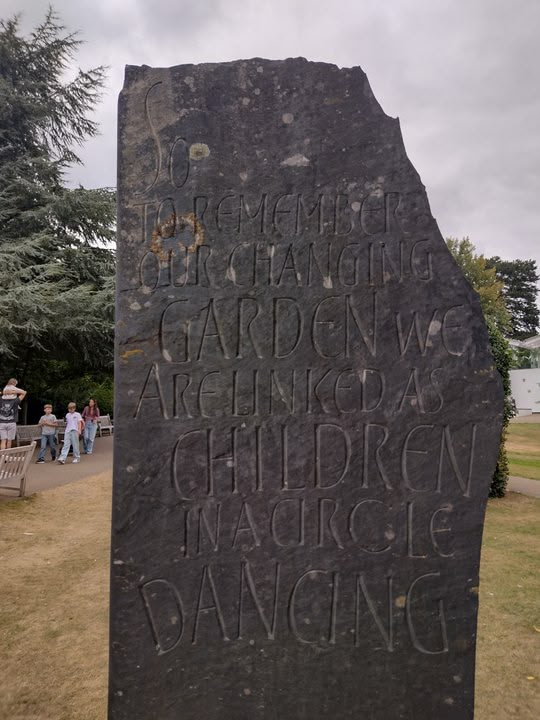 So
TO REMEMBER
OUR CHANGING
GARDEN WE
ARE LINKED AS
CHILDREN
IN A CIRCLE
DANCING